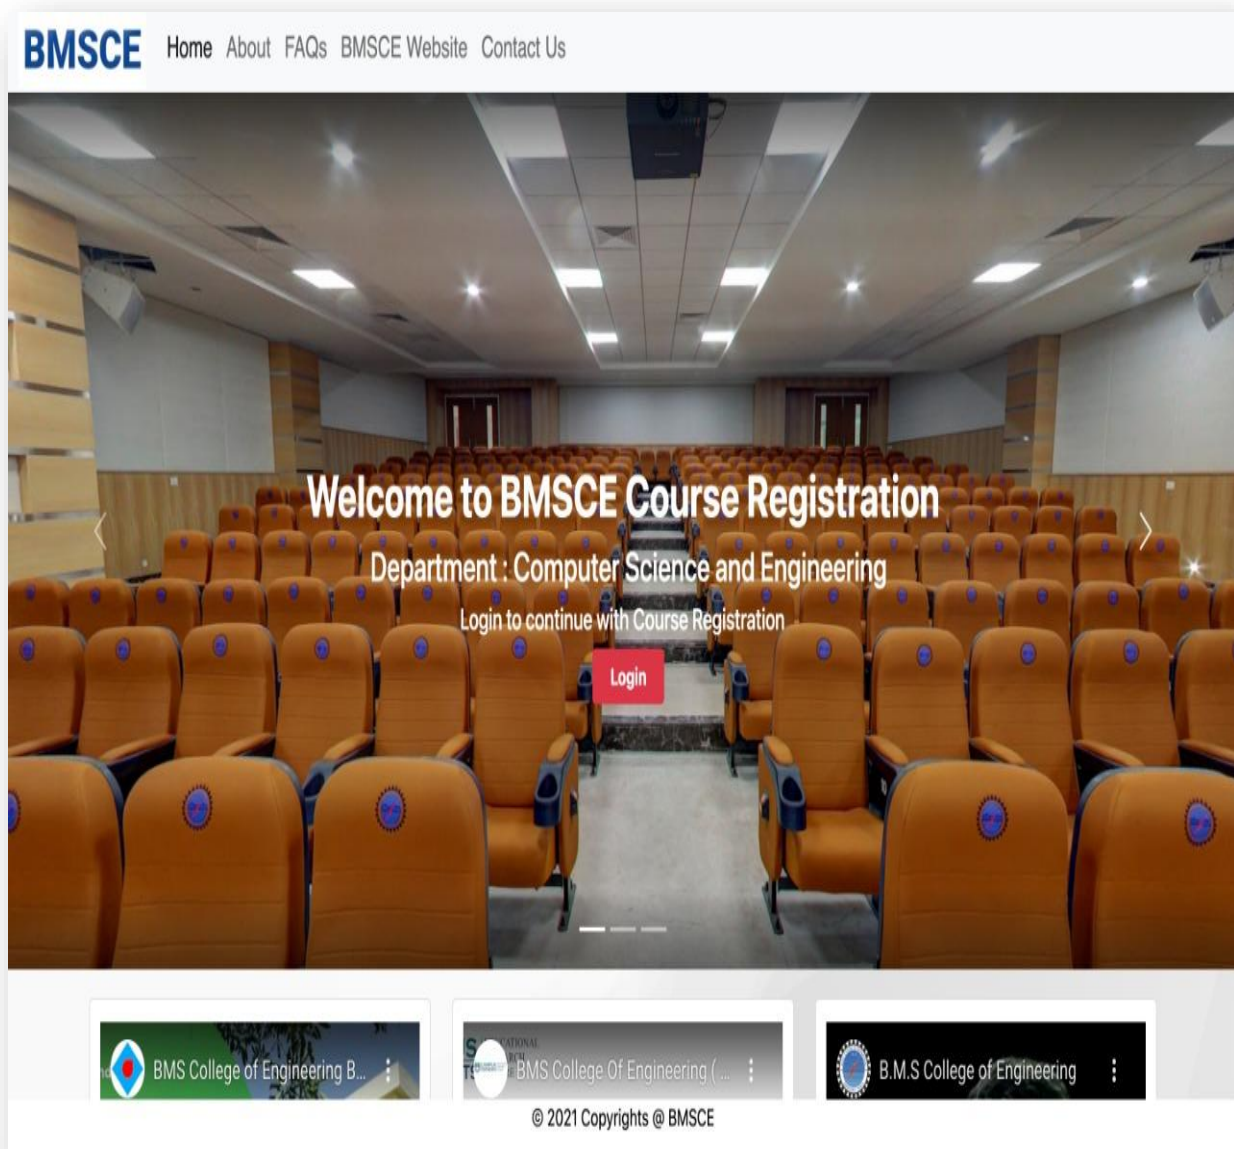 BMSCE Home About FAQs BMSCE Website Contact Us
Welcome to BMSCE Course Registration
Department : Computer Science and Engineering
Login to continue with Course Registration
Login
BMS College of Engineering B...
BMS College Of Engineering ( ...
B.M.S College of Engineering
© 2021 Copyrights @ BMSCE